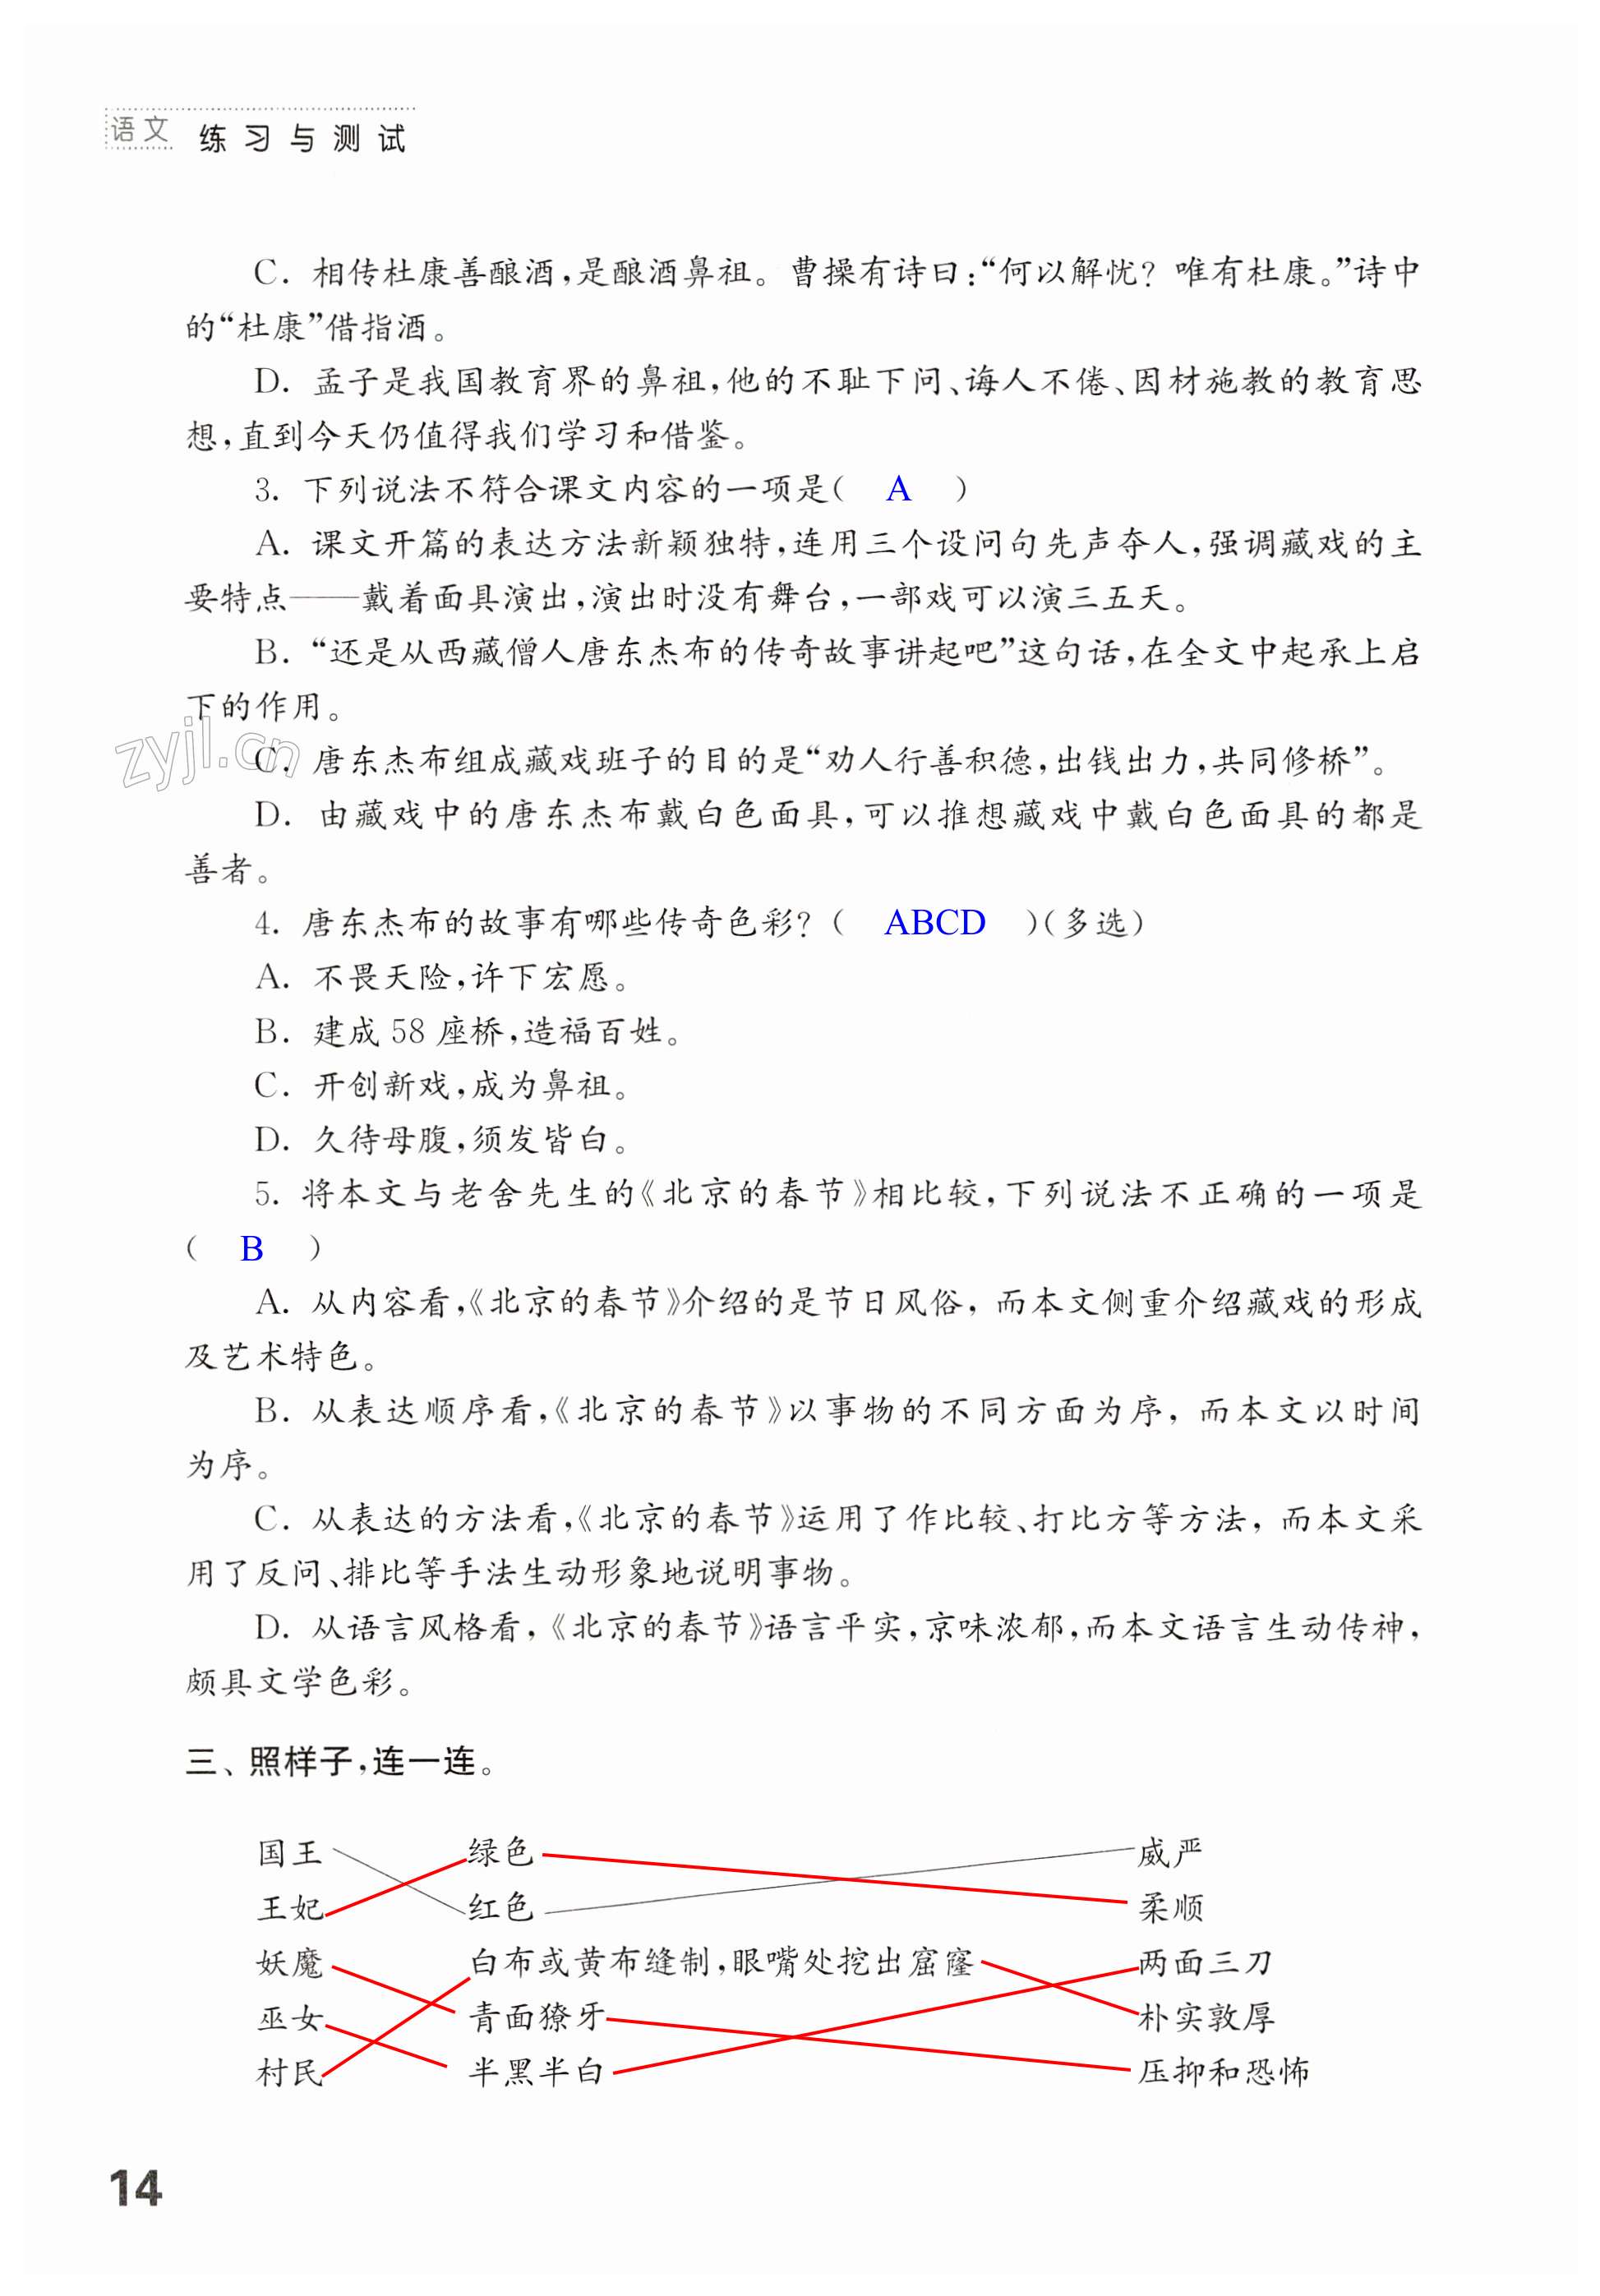 语文 练习与测试
C. 相传杜康善酿酒,是酿酒鼻祖。曹操有诗曰:“何以解忧? 唯有杜康。”诗中
的“杜康”借指酒。
D. 孟子是我国教育界的鼻祖,他的不耻下问、诲人不倦、因材施教的教育思
想,直到今天仍值得我们学习和借鉴。
3. 下列说法不符合课文内容的一项是( A )
A. 课文开篇的表达方法新颖独特,连用三个设问句先声夺人,强调藏戏的主
要特点——戴着面具演出,演出时没有舞台,一部戏可以演三五天。
B. “还是从西藏僧人唐东杰布的传奇故事讲起吧”这句话,在全文中起承上启
下的作用。
zyjl.cn
C. 唐东杰布组成藏戏班子的目的是“劝人行善积德,出钱出力,共同修桥”。
D. 由藏戏中的唐东杰布戴白色面具,可以推想藏戏中戴白色面具的都是
善者。
4. 唐东杰布的故事有哪些传奇色彩? ( ABCD )(多选)
A. 不畏天险,许下宏愿。
B. 建成 58 座桥,造福百姓。
C. 开创新戏,成为鼻祖。
D. 久待母腹,须发皆白。
5. 将本文与老舍先生的《北京的春节》相比较,下列说法不正确的一项是
( B )
A. 从内容看,《北京的春节》介绍的是节日风俗, 而本文侧重介绍藏戏的形成
及艺术特色。
B. 从表达顺序看,《北京的春节》以事物的不同方面为序, 而本文以时间
为序。
C. 从表达的方法看,《北京的春节》运用了作比较、打比方等方法, 而本文采
用了反问、排比等手法生动形象地说明事物。
D. 从语言风格看,《北京的春节》语言平实,京味浓郁,而本文语言生动传神,
颇具文学色彩。
三、照样子,连一连。
国王 绿色 威严
王妃 红色 柔顺
妖魔 白布或黄布缝制,眼嘴处挖出窟窿 两面三刀
巫女 青面獠牙 朴实敦厚
村民 半黑半白 压抑和恐怖
14